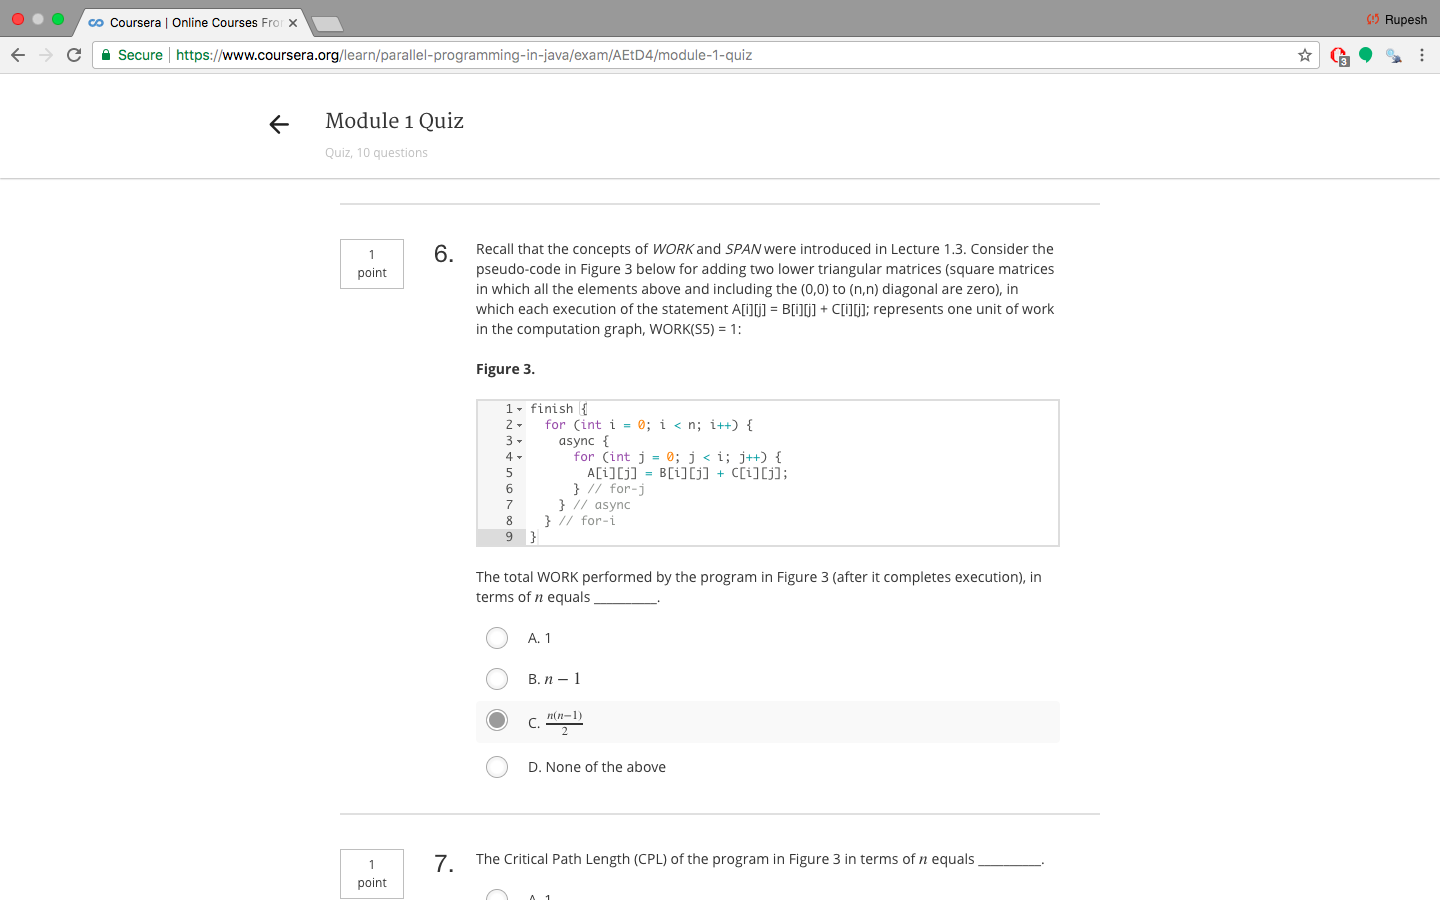 Coursera | Online Courses Fro
Rupesh
Secure https://www.coursera.org/learn/parallel-programming-in-java/exam/AEtD4/module-1-quiz
3
Module 1 Quiz
Quiz, 10 questions
1
point
6.
Recall that the concepts of WORK and SPAN were introduced in Lecture 1.3. Consider the
pseudo-code in Figure 3 below for adding two lower triangular matrices (square matrices
in which all the elements above and including the (0,0) to (n,n) diagonal are zero), in
which each execution of the statement A[i][j] = B[i][j] + C[i][j]; represents one unit of work
in the computation graph, WORK(S5) = 1:
Figure 3.
1 finish {
2 for (int i = 0; i < n; i++) {
3 async {
4 for (int j = 0; j < i; j++) {
5 A[i][j] = B[i][j] + C[i][j];
6 } // for-j
7 } // async
8 } // for-i
9 }
The total WORK performed by the program in Figure 3 (after it completes execution), in
terms of n equals __________.
A. 1
B. n − 1
C. n(n−1)/2
D. None of the above
1
point
7.
The Critical Path Length (CPL) of the program in Figure 3 in terms of n equals __________.
A. 1